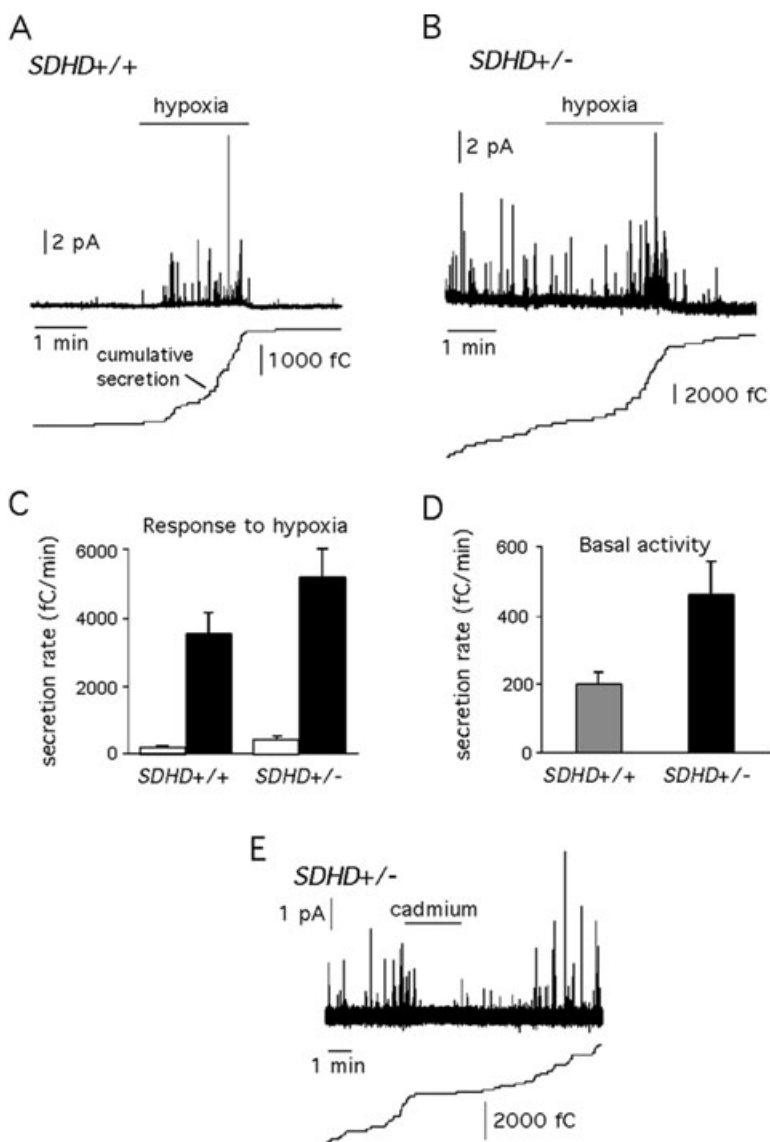 A
SDHD+/+
hypoxia
2 pA
1 min
cumulative
secretion
1000 fC
B
SDHD+/-
hypoxia
2 pA
1 min
2000 fC
C
Response to hypoxia
secretion rate (fC/min)
6000
4000
2000
0
SDHD+/+ SDHD+/-
D
Basal activity
secretion rate (fC/min)
600
400
200
0
SDHD+/+ SDHD+/-
E
SDHD+/-
1 pA
cadmium
1 min
2000 fC